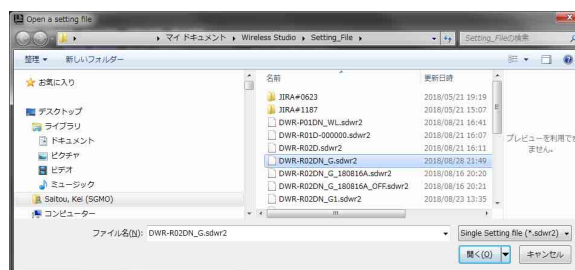 Open a setting file
マイ ドキュメント ▸ Wireless Studio ▸ Setting_File ▸
Setting_Fileの検索
整理 ▼ 新しいフォルダー
お気に入り
デスクトップ
ライブラリ
ドキュメント
ピクチャ
ビデオ
ミュージック
Saitou, Kei (SGMO)
コンピューター
名前 更新日時
JIRA#0623 2018/05/21 19:19
JIRA#1187 2018/05/21 15:07
DWR-P01DN_WL.sdwr2 2018/08/21 16:41
DWR-R01D-000000.sdwr2 2018/08/21 16:07
DWR-R02D.sdwr2 2018/08/21 16:11
DWR-R02DN_G.sdwr2 2018/08/28 21:49
DWR-R02DN_G_180816A.sdwr2 2018/08/16 20:20
DWR-R02DN_G_180816A_OFF.sdwr2 2018/08/16 20:21
DWR-R02DN_G1.sdwr2 2018/08/23 13:35
プレビューを利用でき
ません。
ファイル名(N): DWR-R02DN_G.sdwr2
Single Setting file (*.sdwr2)
開く(O) キャンセル